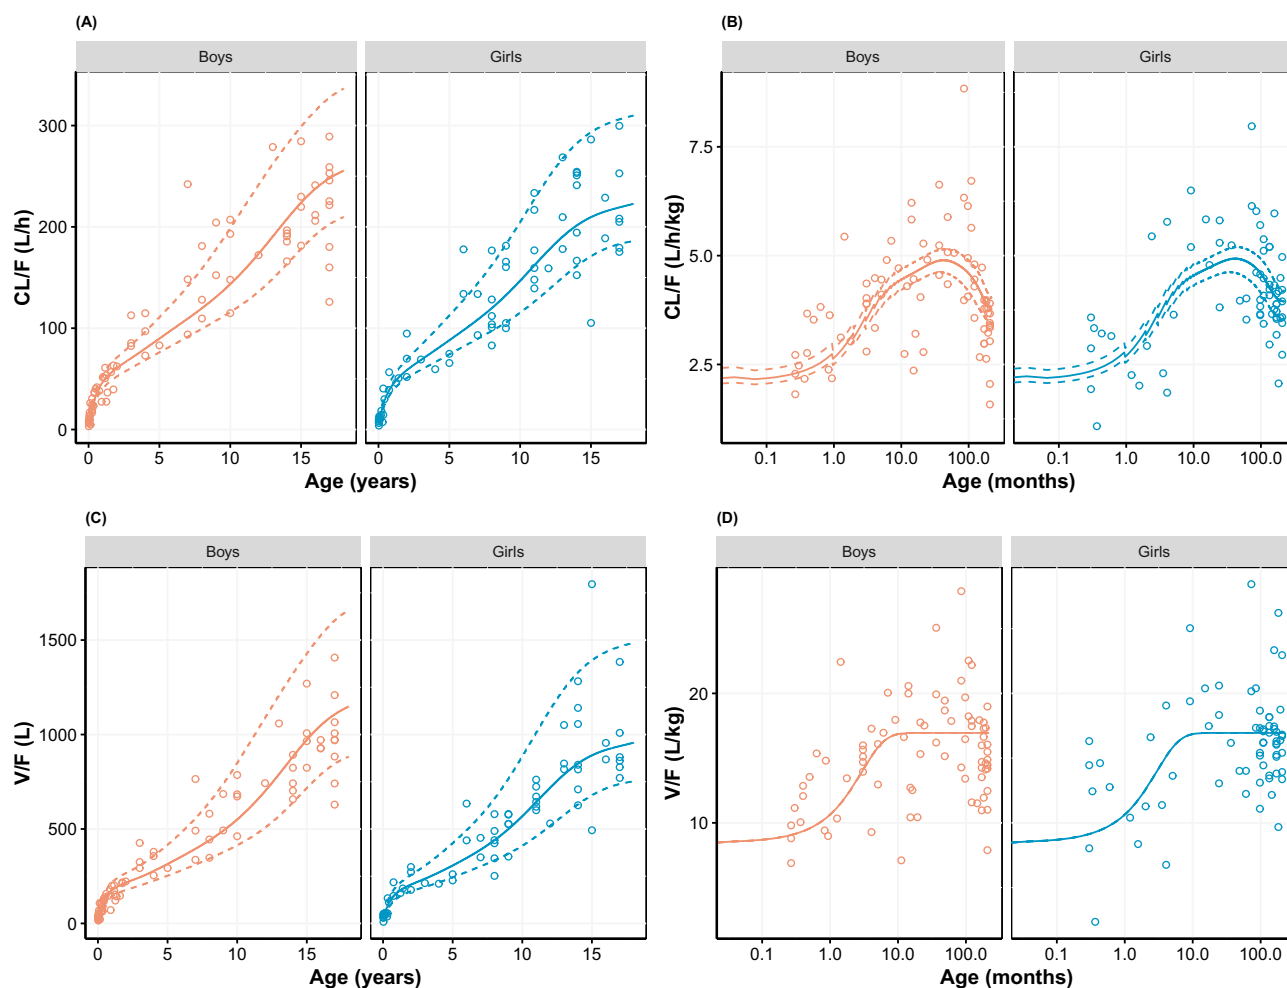 (A)
Boys
Girls
CL/F (L/h)
300
200
100
0
0 5 10 15
0 5 10 15
Age (years)
(B)
Boys
Girls
CL/F (L/h/kg)
7.5
5.0
2.5
0.1 1.0 10.0 100.0
0.1 1.0 10.0 100.0
Age (months)
(C)
Boys
Girls
V/F (L)
1500
1000
500
0
0 5 10 15
0 5 10 15
Age (years)
(D)
Boys
Girls
V/F (L/kg)
20
10
0.1 1.0 10.0 100.0
0.1 1.0 10.0 100.0
Age (months)